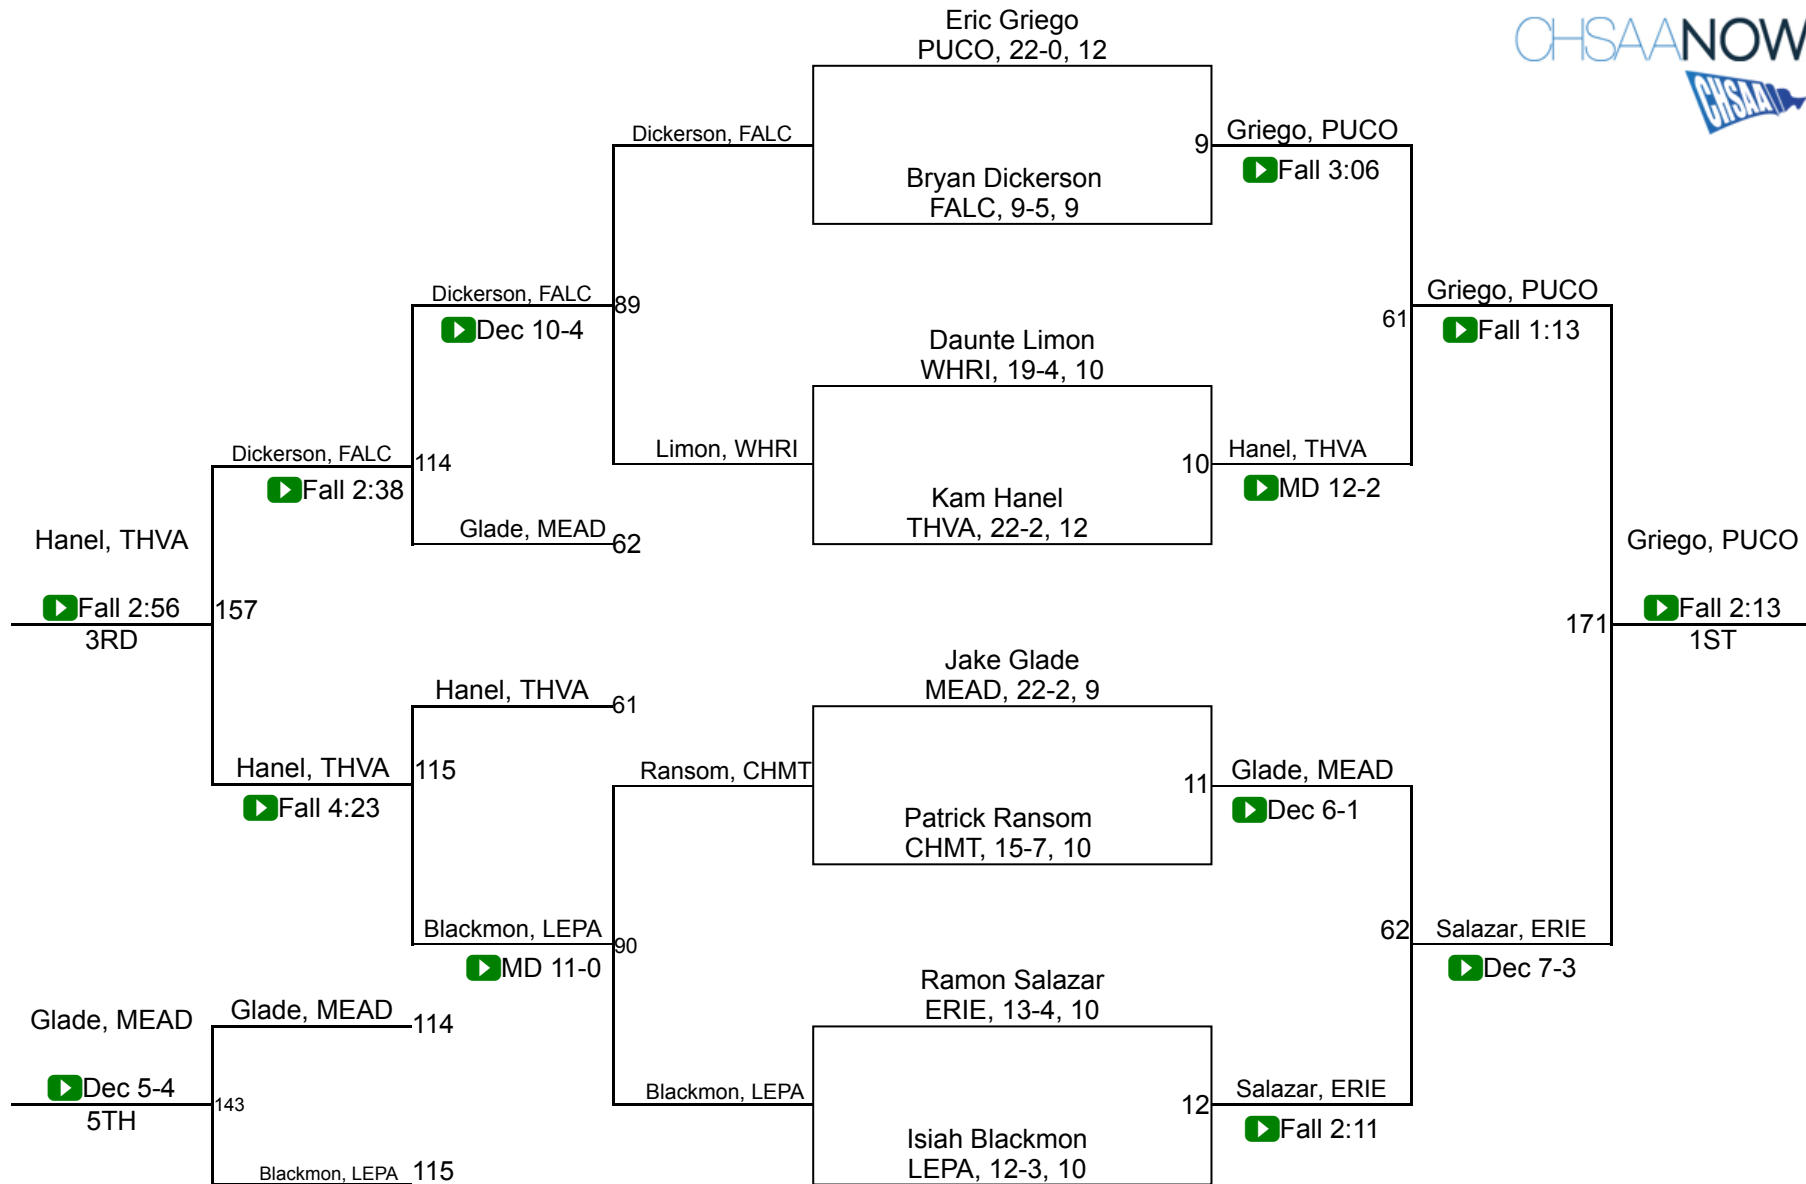 Eric Griego
PUCO, 22-0, 12
CHSAANOW
CHSAA
Dickerson, FALC
9
Griego, PUCO
Fall 3:06
Bryan Dickerson
FALC, 9-5, 9
Dickerson, FALC
89
Dec 10-4
Griego, PUCO
61
Fall 1:13
Daunte Limon
WHRI, 19-4, 10
Limon, WHRI
10
Hanel, THVA
MD 12-2
Kam Hanel
THVA, 22-2, 12
Dickerson, FALC
114
Fall 2:38
Glade, MEAD
62
Hanel, THVA
Fall 2:56
157
3RD
Griego, PUCO
171
Fall 2:13
1ST
Jake Glade
MEAD, 22-2, 9
Hanel, THVA
61
Hanel, THVA
115
Fall 4:23
Ransom, CHMT
11
Glade, MEAD
Dec 6-1
Patrick Ransom
CHMT, 15-7, 10
Blackmon, LEPA
90
MD 11-0
62
Salazar, ERIE
Dec 7-3
Ramon Salazar
ERIE, 13-4, 10
Glade, MEAD
Glade, MEAD
114
Dec 5-4
143
5TH
Blackmon, LEPA
12
Salazar, ERIE
Fall 2:11
Isiah Blackmon
LEPA, 12-3, 10
Blackmon, LEPA
115